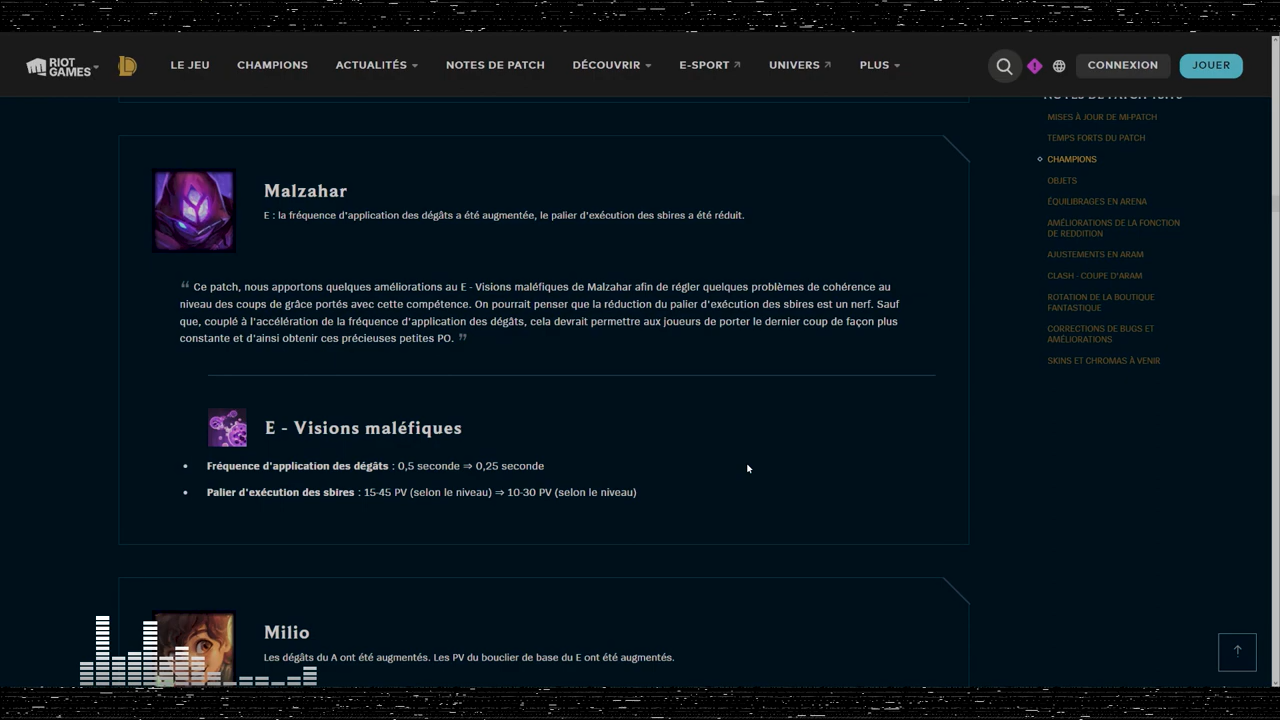 RIOT GAMES
LE JEU
CHAMPIONS
ACTUALITÉS
NOTES DE PATCH
DÉCOUVRIR
E-SPORT
UNIVERS
PLUS
CONNEXION
JOUER
MISES À JOUR DE MI-PATCH
TEMPS FORTS DU PATCH
CHAMPIONS
OBJETS
ÉQUILIBRAGES EN ARENA
AMÉLIORATIONS DE LA FONCTION
DE REDDITION
AJUSTEMENTS EN ARAM
CLASH - COUPE D'ARAM
ROTATION DE LA BOUTIQUE
FANTASTIQUE
CORRECTIONS DE BUGS ET
AMÉLIORATIONS
SKINS ET CHROMAS À VENIR
Malzahar
E : la fréquence d'application des dégâts a été augmentée, le palier d'exécution des sbires a été réduit.
“ Ce patch, nous apportons quelques améliorations au E - Visions maléfiques de Malzahar afin de régler quelques problèmes de cohérence au
niveau des coups de grâce portés avec cette compétence. On pourrait penser que la réduction du palier d'exécution des sbires est un nerf. Sauf
que, couplé à l'accélération de la fréquence d'application des dégâts, cela devrait permettre aux joueurs de porter le dernier coup de façon plus
constante et d'ainsi obtenir ces précieuses petites PO. ”
E - Visions maléfiques
• Fréquence d'application des dégâts : 0,5 seconde ⇒ 0,25 seconde
• Palier d'exécution des sbires : 15-45 PV (selon le niveau) ⇒ 10-30 PV (selon le niveau)
Milio
Les dégâts du A ont été augmentés. Les PV du bouclier de base du E ont été augmentés.